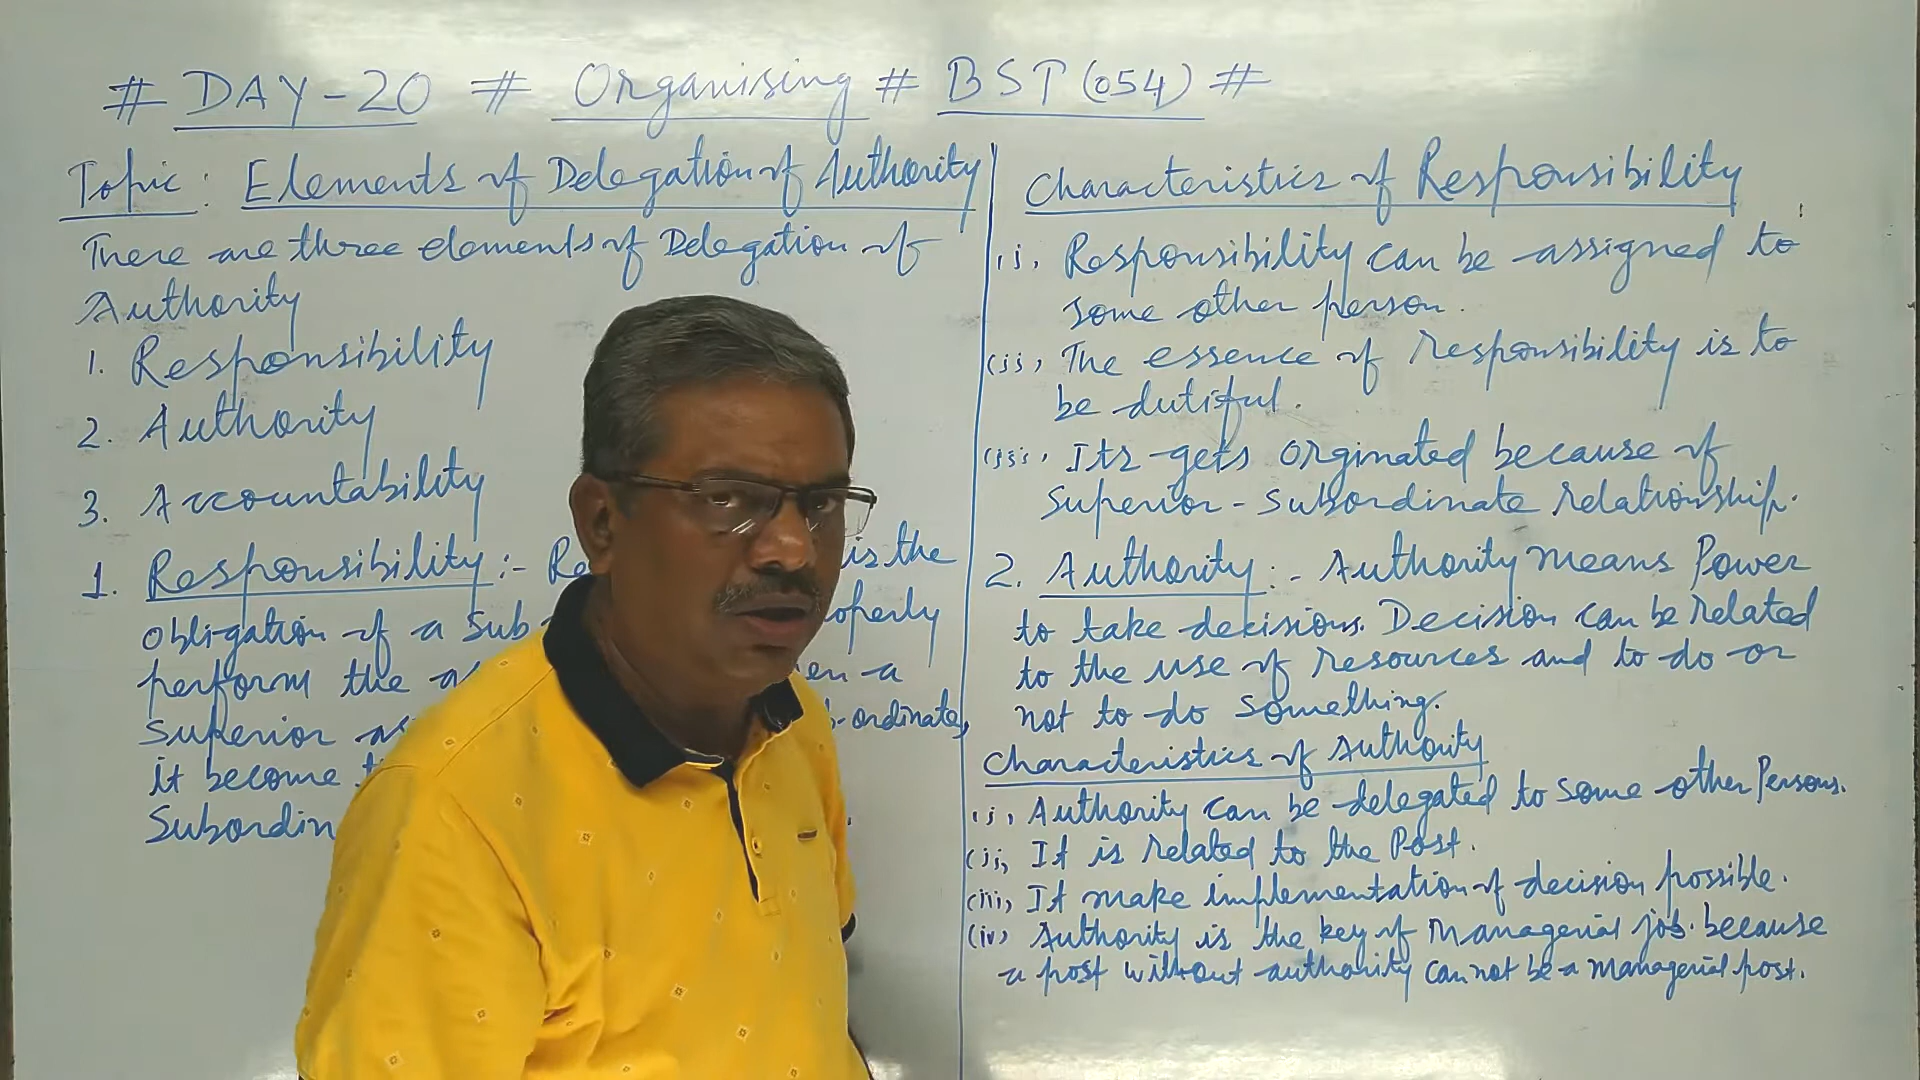 # DAY-20 # Organising # BST (054) #
Topic : Elements of Delegation of Authority
There are three elements of Delegation of
Authority
1. Responsibility
2. Authority
3. Accountability
1. Responsibility :- is the
obligation of a Sub
perform the
Superior
it become
Subordin
Characteristics of Responsibility
(i) Responsibility can be assigned to
some other person.
(ii) The essence of responsibility is to
be dutiful.
(iii) Its gets orginated because of
Superior-Subordinate relationship.
2. Authority :- Authority means Power
to take decisions. Decision can be related
to the use of resources and to do or
not to do something.
Characteristics of Authority
(i) Authority can be delegated to some other Persons.
(ii) It is related to the Post.
(iii) It make implementation of decision possible.
(iv) Authority is the key of Managerial job. because
a post without authority can not be a managerial post.